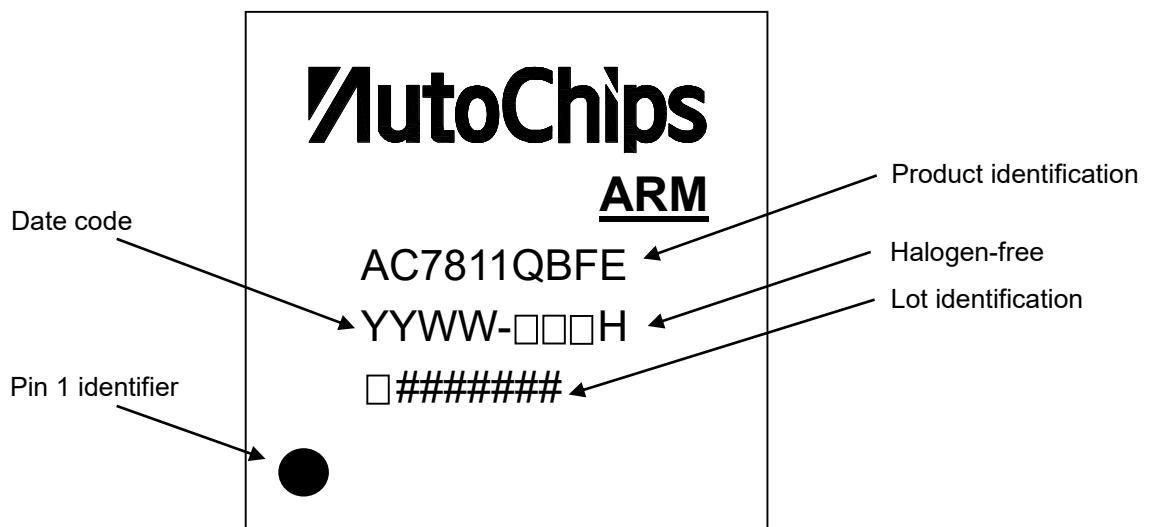 AutoChips
ARM
Product identification
Date code
AC7811QBFE
Halogen-free
YYWW-□□□H
Lot identification
□#######
Pin 1 identifier